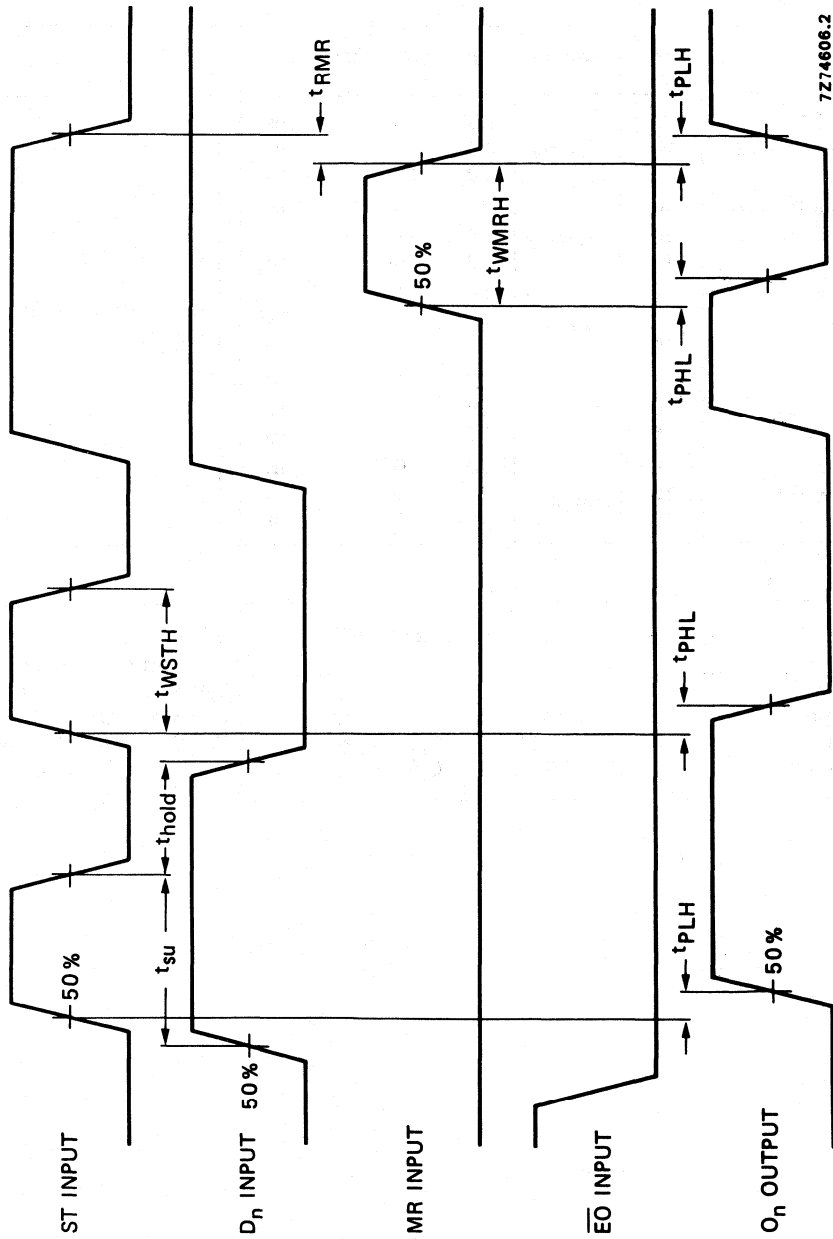 ST INPUT
50%
tsu
thold
tWSTH
Dn INPUT
50%
tRMR
MR INPUT
50%
tWMRH
EO INPUT
tPLH
tPHL
tPHL
tPLH
On OUTPUT
50%
7Z74606.2